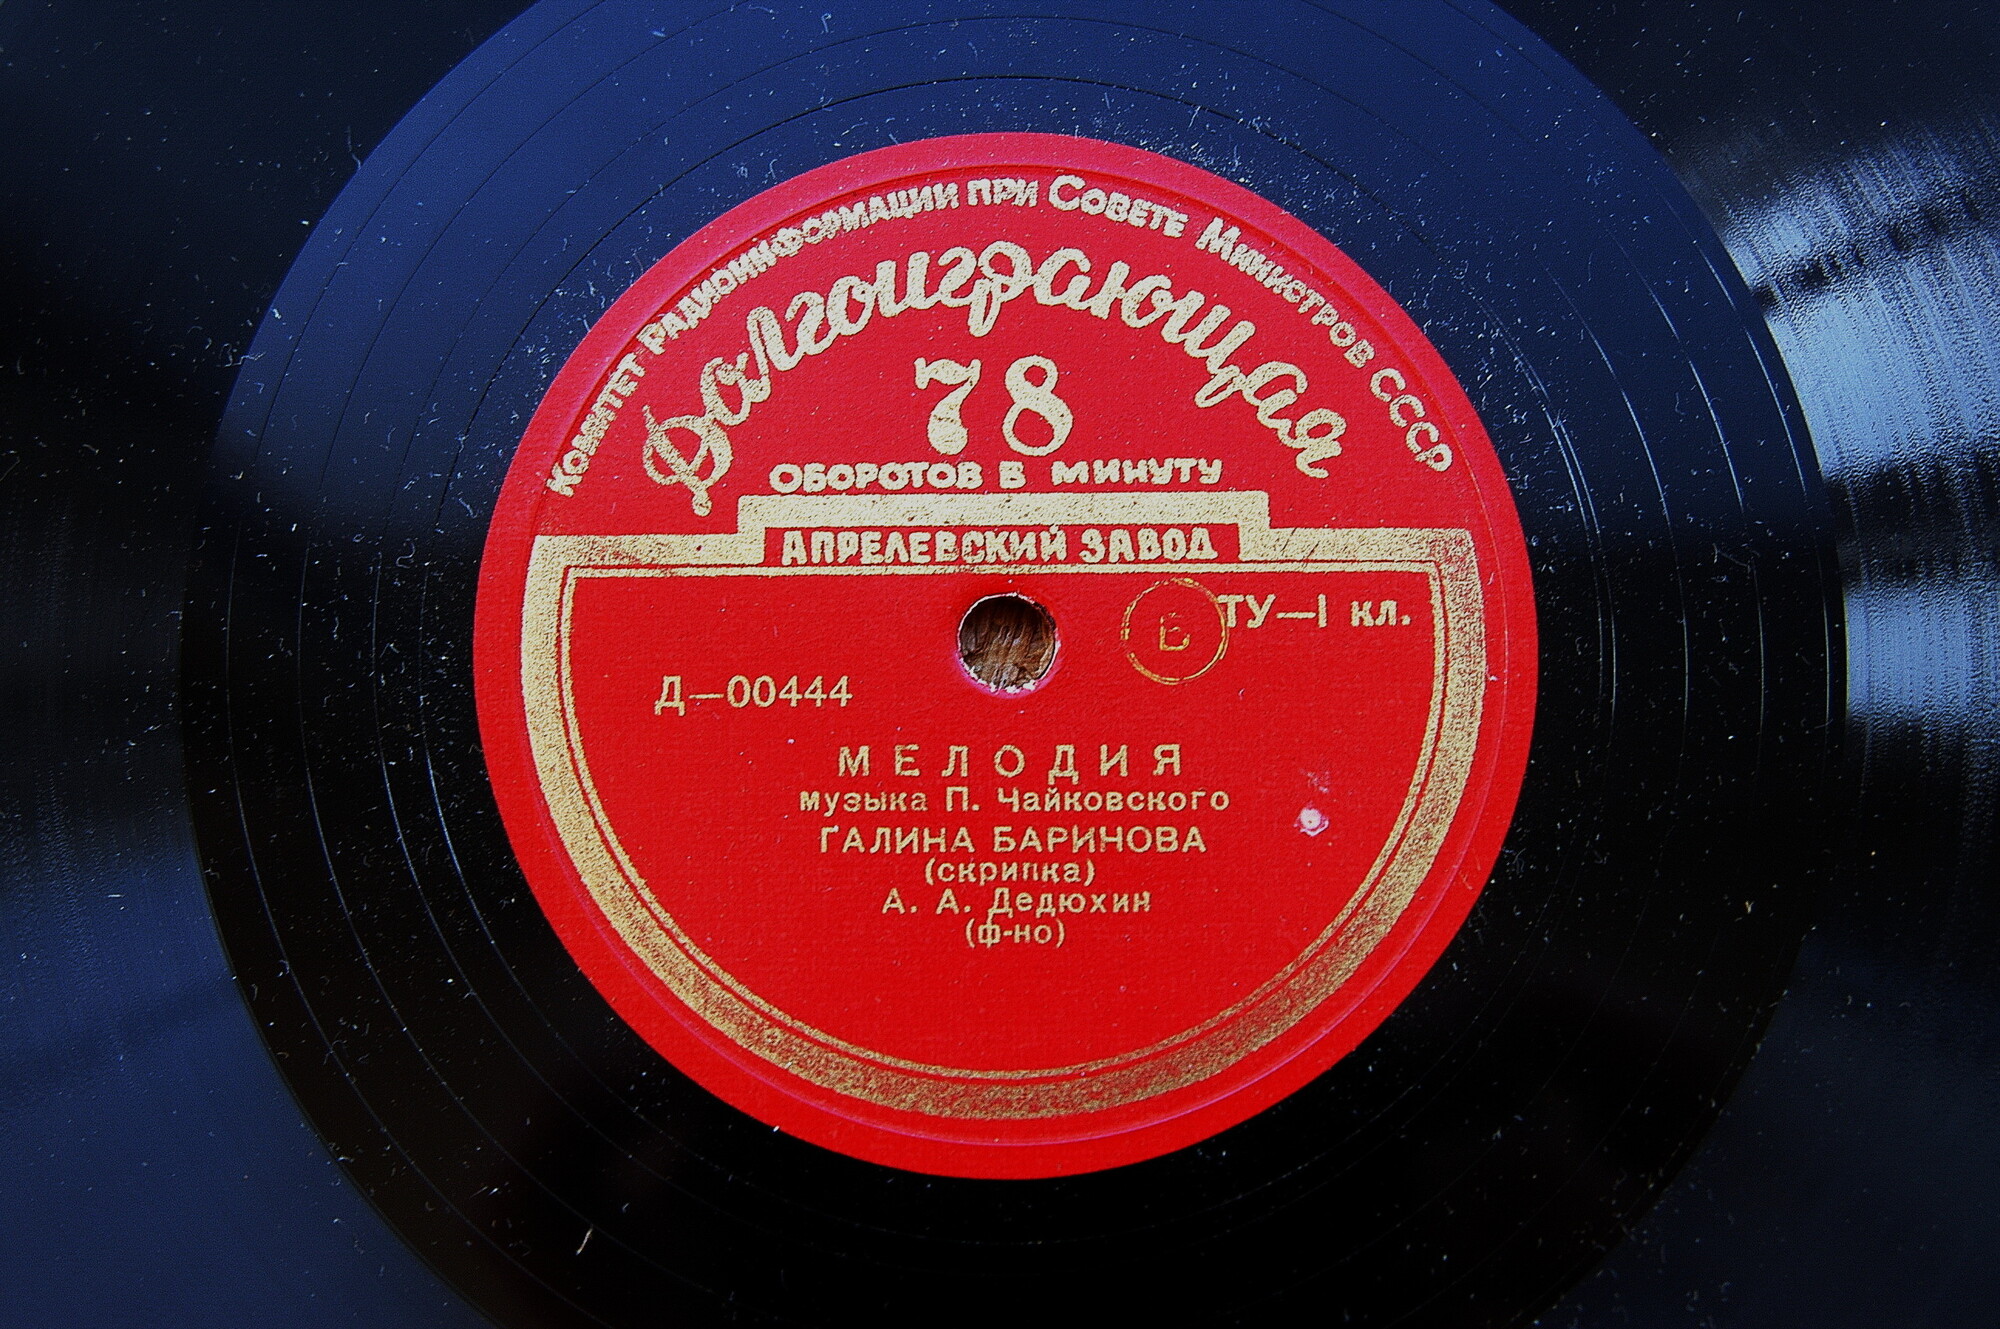 Комитет Радиоинформации при Совете Министров СССР
Долгоиграющая
78
ОБОРОТОВ В МИНУТУ
АПРЕЛЕВСКИЙ ЗАВОД
ТУ—I кл.
Б
Д—00444
МЕЛОДИЯ
музыка П. Чайковского
ГАЛИНА БАРИНОВА
(скрипка)
А. А. Дедюхин
(ф-но)